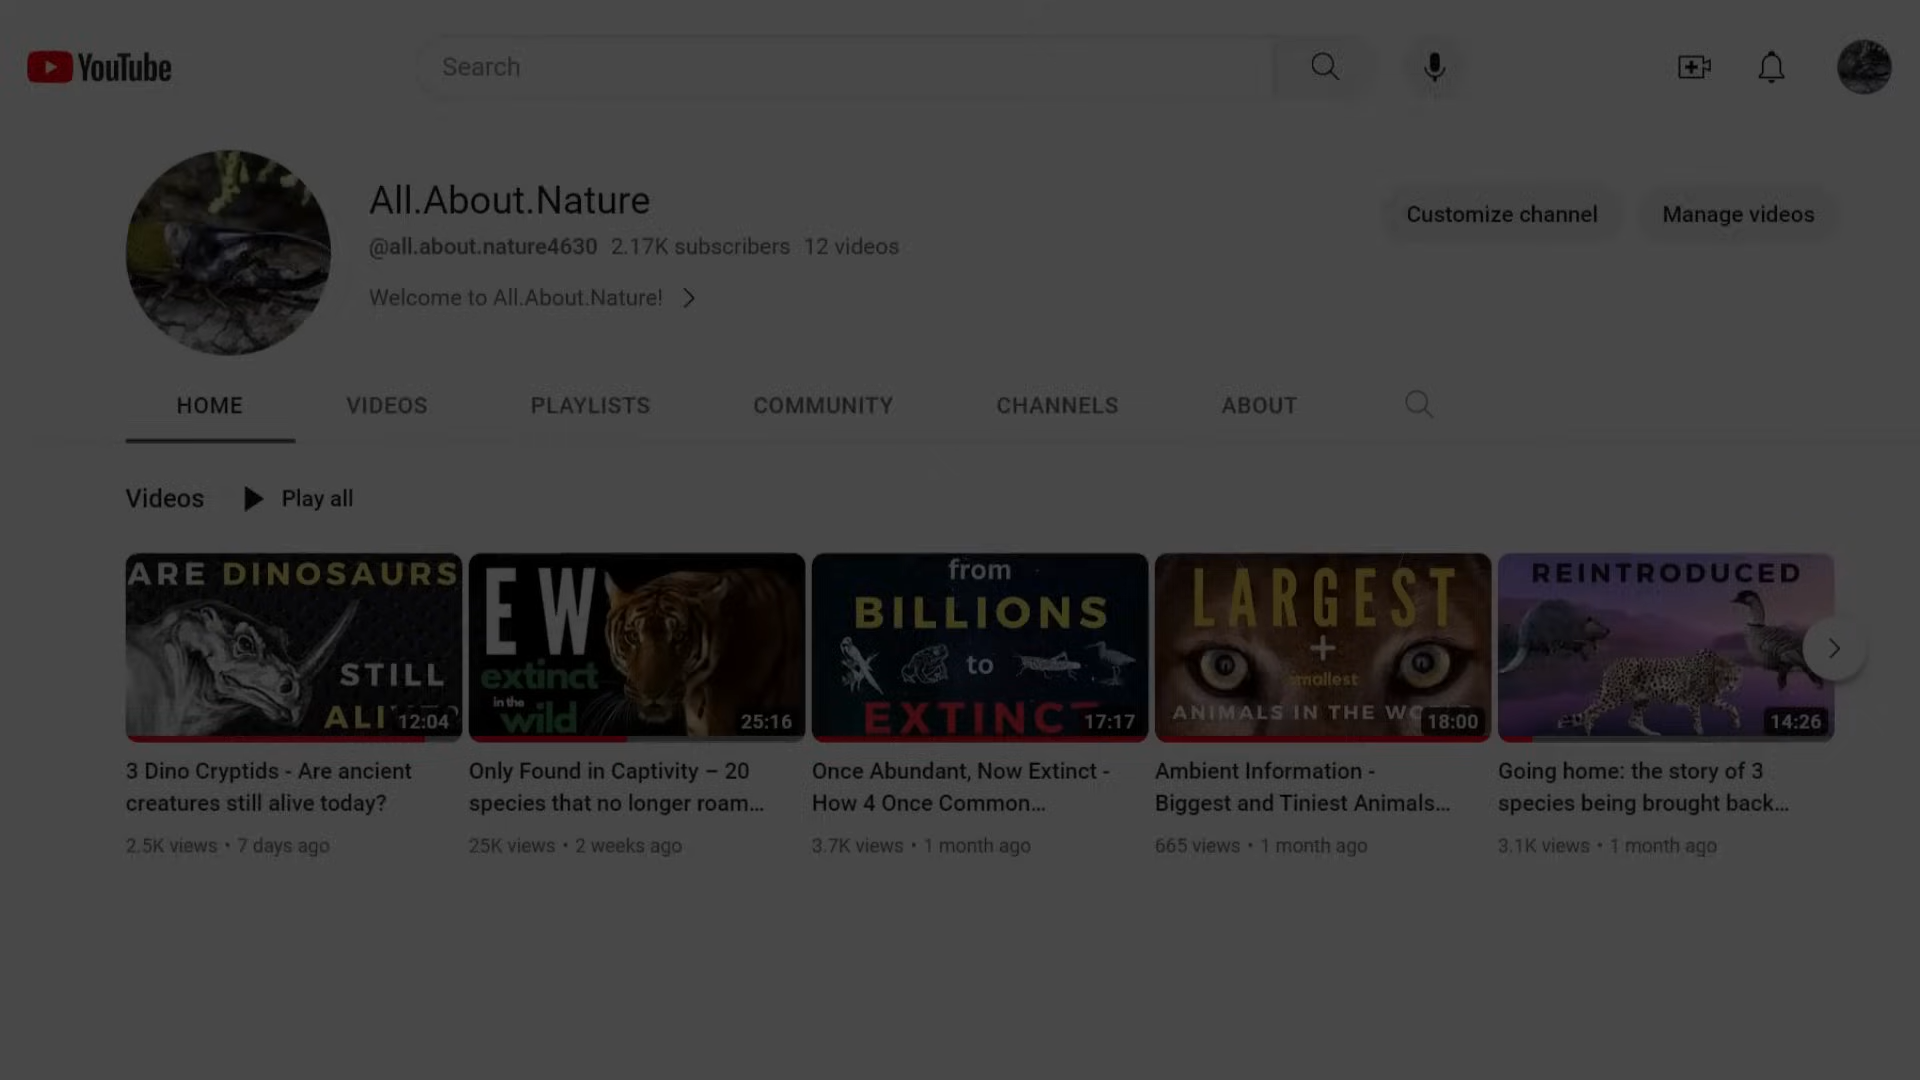 YouTube
Search
All.About.Nature
@all.about.nature4630 2.17K subscribers 12 videos
Welcome to All.About.Nature!
Customize channel
Manage videos
HOME
VIDEOS
PLAYLISTS
COMMUNITY
CHANNELS
ABOUT
Videos
Play all
ARE DINOSAURS
STILL
12:04
3 Dino Cryptids - Are ancient
creatures still alive today?
2.5K views • 7 days ago
EW
extinct
in the
wild
25:16
Only Found in Captivity – 20
species that no longer roam...
25K views • 2 weeks ago
from
BILLIONS
to
EXTINCT
17:17
Once Abundant, Now Extinct -
How 4 Once Common...
3.7K views • 1 month ago
LARGEST
+
smallest
ANIMALS IN THE
18:00
Ambient Information -
Biggest and Tiniest Animals...
665 views • 1 month ago
REINTRODUCED
14:26
Going home: the story of 3
species being brought back...
3.1K views • 1 month ago